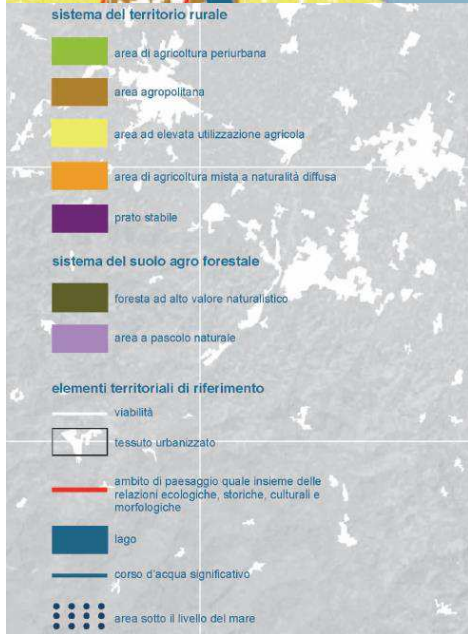 sistema del territorio rurale
area di agricoltura periurbana
area agropolitana
area ad elevata utilizzazione agricola
area di agricoltura mista a naturalità diffusa
prato stabile
sistema del suolo agro forestale
foresta ad alto valore naturalistico
area a pascolo naturale
elementi territoriali di riferimento
viabilità
tessuto urbanizzato
ambito di paesaggio quale insieme delle
relazioni ecologiche, storiche, culturali e
morfologiche
lago
corso d'acqua significativo
area sotto il livello del mare